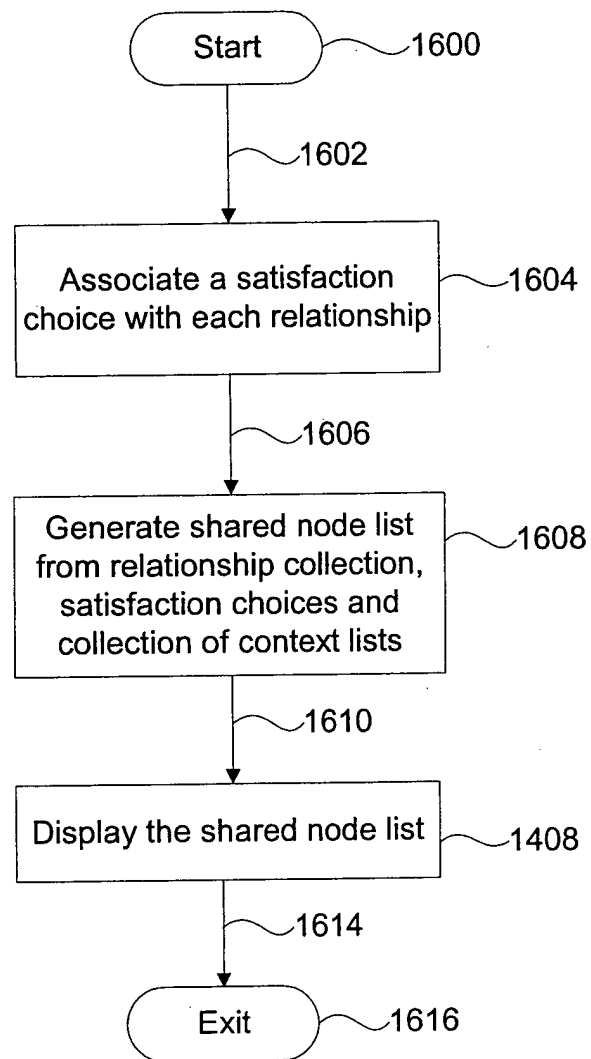 Start
1600
1602
Associate a satisfaction
choice with each relationship
1604
1606
Generate shared node list
from relationship collection,
satisfaction choices and
collection of context lists
1608
1610
Display the shared node list
1408
1614
Exit
1616